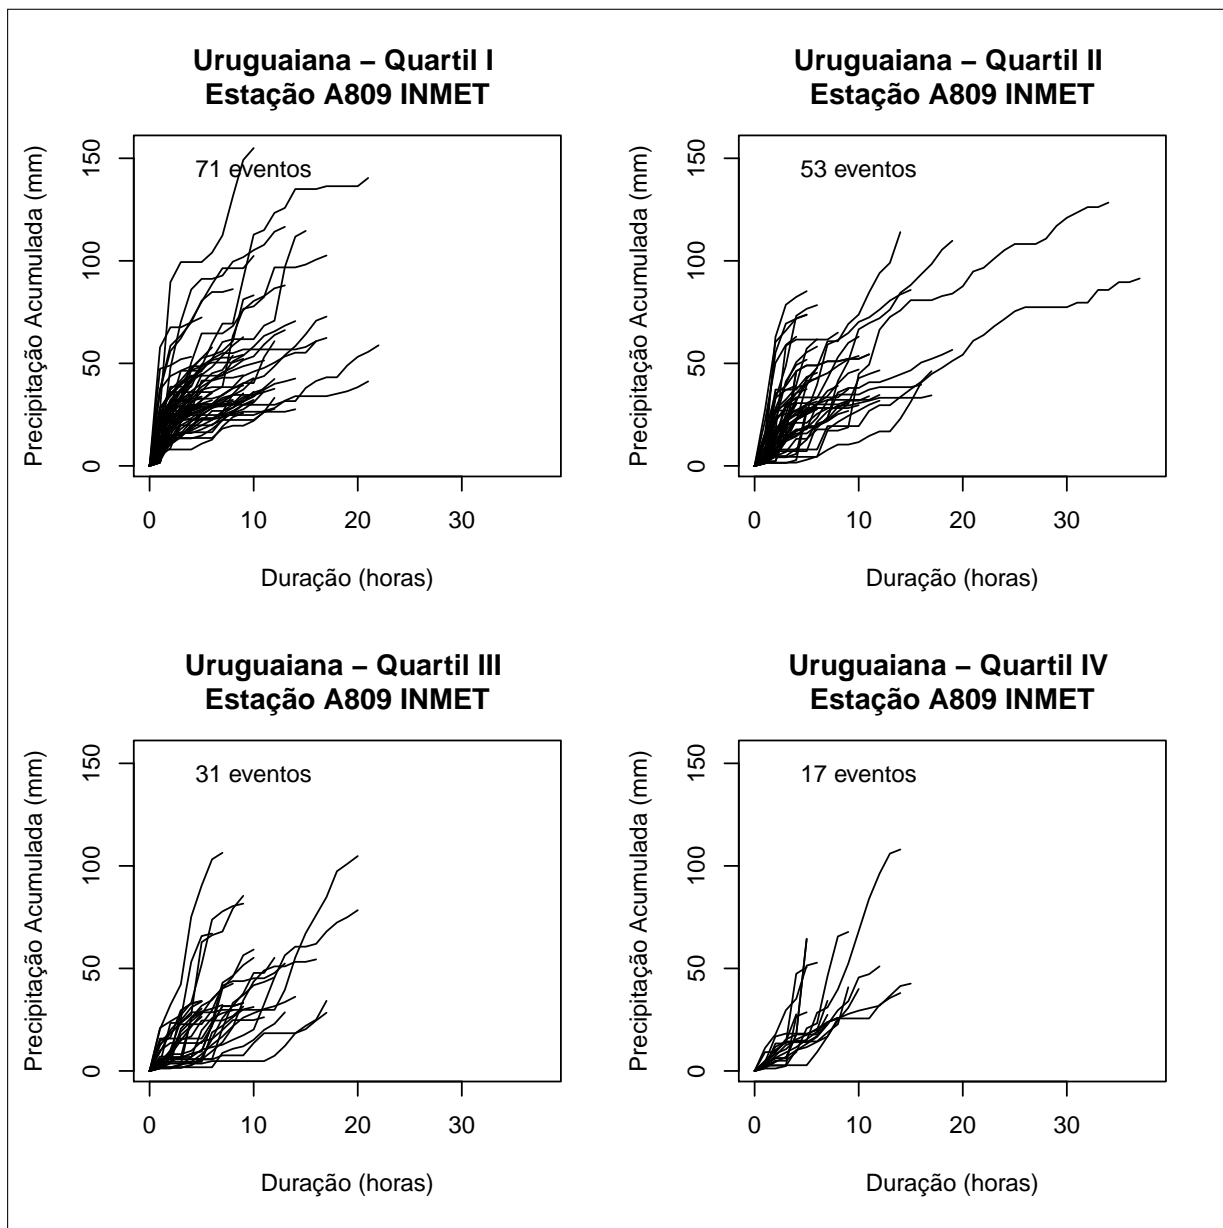 Uruguaiana – Quartil I
Estação A809 INMET
Precipitação Acumulada (mm)
150
100
50
0
71 eventos
0 10 20 30
Duração (horas)
Uruguaiana – Quartil II
Estação A809 INMET
Precipitação Acumulada (mm)
150
100
50
0
53 eventos
0 10 20 30
Duração (horas)
Uruguaiana – Quartil III
Estação A809 INMET
Precipitação Acumulada (mm)
150
100
50
0
31 eventos
0 10 20 30
Duração (horas)
Uruguaiana – Quartil IV
Estação A809 INMET
Precipitação Acumulada (mm)
150
100
50
0
17 eventos
0 10 20 30
Duração (horas)